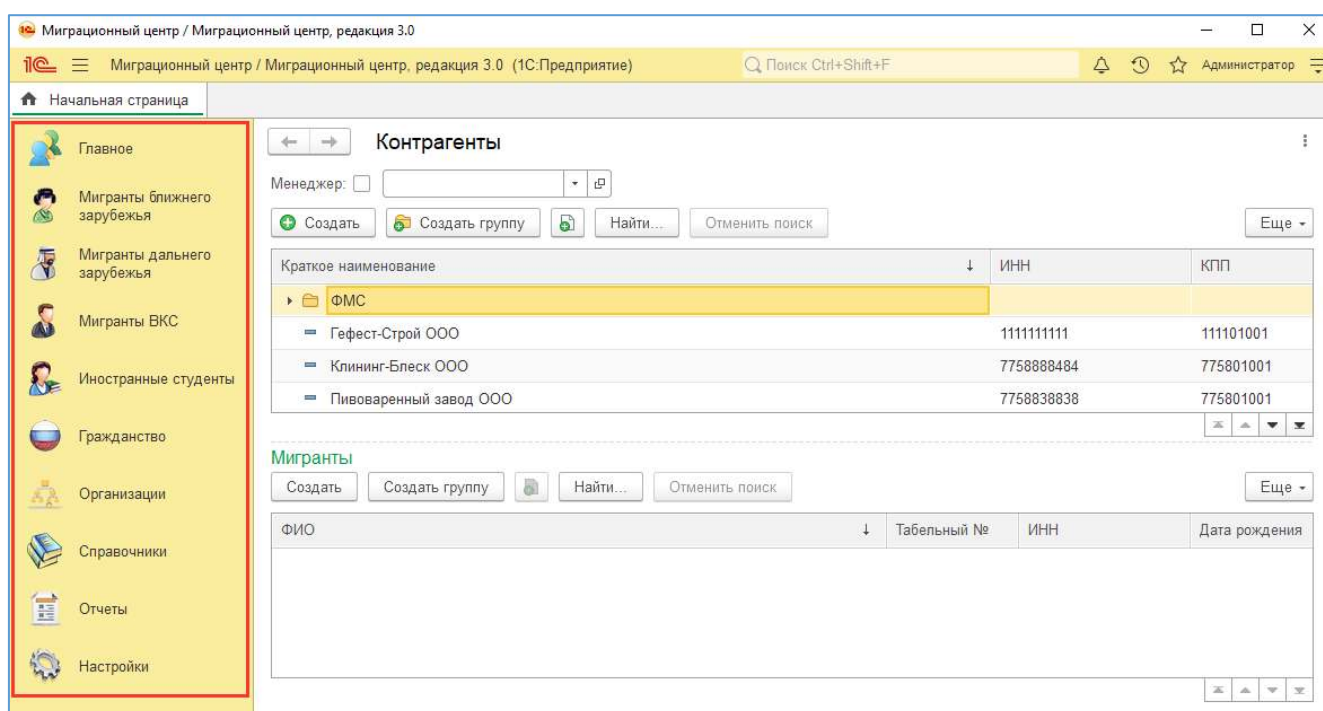 Миграционный центр / Миграционный центр, редакция 3.0
Миграционный центр / Миграционный центр, редакция 3.0 (1С:Предприятие)
Поиск Ctrl+Shift+F
Администратор
Начальная страница
Главное
Мигранты ближнего
зарубежья
Мигранты дальнего
зарубежья
Мигранты ВКС
Иностранные студенты
Гражданство
Организации
Справочники
Отчеты
Настройки
Контрагенты
Менеджер:
Создать Создать группу Найти... Отменить поиск Еще
Краткое наименование ИНН КПП
ФМС
Гефест-Строй ООО 1111111111 111101001
Клининг-Блеск ООО 7758888484 775801001
Пивоваренный завод ООО 7758838838 775801001
Мигранты
Создать Создать группу Найти... Отменить поиск Еще
ФИО Табельный № ИНН Дата рождения